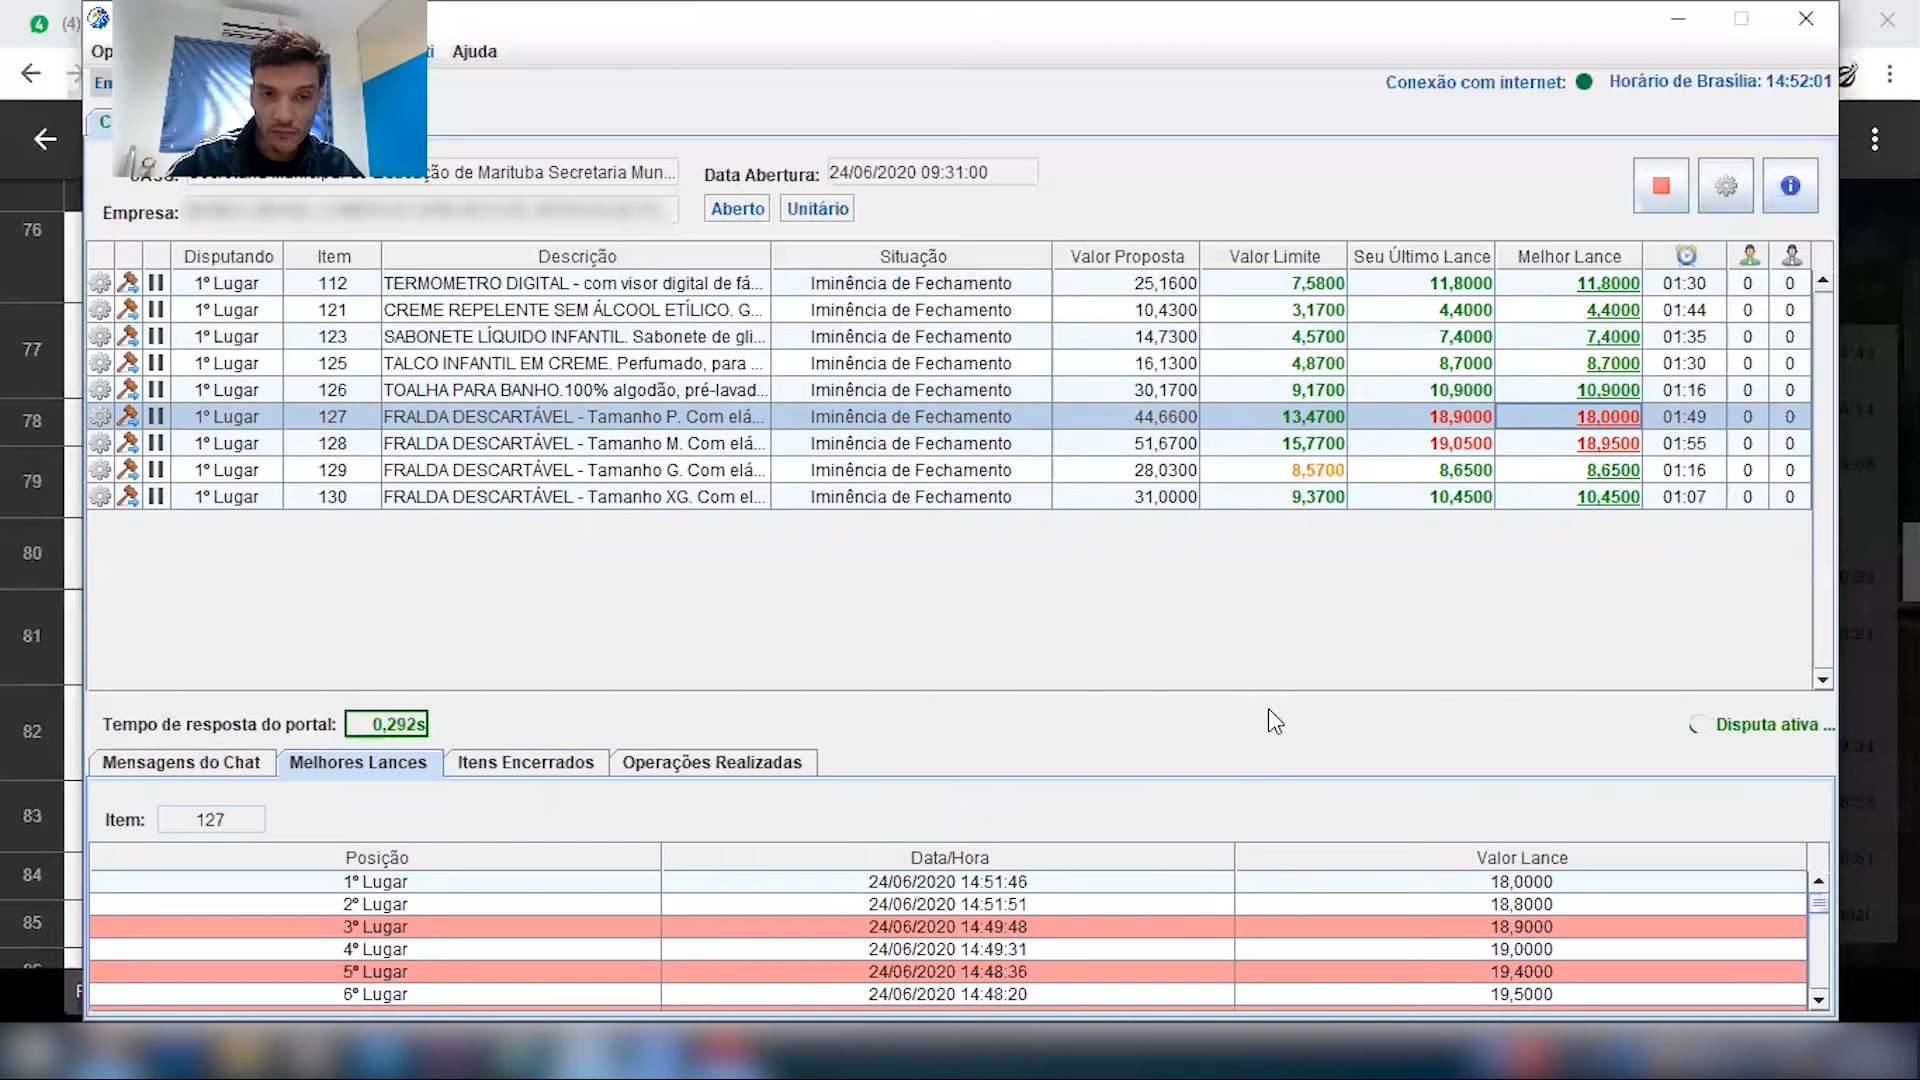 (4)
Op
Ajuda
Em
Conexão com internet:
Horário de Brasília: 14:52:01
C
ção de Marituba Secretaria Mun...
Data Abertura: 24/06/2020 09:31:00
Empresa:
Aberto Unitário
Disputando Item Descrição Situação Valor Proposta Valor Limite Seu Último Lance Melhor Lance
1º Lugar 112 TERMOMETRO DIGITAL - com visor digital de fá... Iminência de Fechamento 25,1600 7,5800 11,8000 11,8000 01:30 0 0
1º Lugar 121 CREME REPELENTE SEM ÁLCOOL ETÍLICO. G... Iminência de Fechamento 10,4300 3,1700 4,4000 4,4000 01:44 0 0
1º Lugar 123 SABONETE LÍQUIDO INFANTIL. Sabonete de gli... Iminência de Fechamento 14,7300 4,5700 7,4000 7,4000 01:35 0 0
1º Lugar 125 TALCO INFANTIL EM CREME. Perfumado, para ... Iminência de Fechamento 16,1300 4,8700 8,7000 8,7000 01:30 0 0
1º Lugar 126 TOALHA PARA BANHO.100% algodão, pré-lavad... Iminência de Fechamento 30,1700 9,1700 10,9000 10,9000 01:16 0 0
1º Lugar 127 FRALDA DESCARTÁVEL - Tamanho P. Com elá... Iminência de Fechamento 44,6600 13,4700 18,9000 18,0000 01:49 0 0
1º Lugar 128 FRALDA DESCARTÁVEL - Tamanho M. Com elá... Iminência de Fechamento 51,6700 15,7700 19,0500 18,9500 01:55 0 0
1º Lugar 129 FRALDA DESCARTÁVEL - Tamanho G. Com elá... Iminência de Fechamento 28,0300 8,5700 8,6500 8,6500 01:16 0 0
1º Lugar 130 FRALDA DESCARTÁVEL - Tamanho XG. Com el... Iminência de Fechamento 31,0000 9,3700 10,4500 10,4500 01:07 0 0
Tempo de resposta do portal: 0,292s
Disputa ativa ...
Mensagens do Chat Melhores Lances Itens Encerrados Operações Realizadas
Item: 127
Posição Data/Hora Valor Lance
1º Lugar 24/06/2020 14:51:46 18,0000
2º Lugar 24/06/2020 14:51:51 18,8000
3º Lugar 24/06/2020 14:49:48 18,9000
4º Lugar 24/06/2020 14:49:31 19,0000
5º Lugar 24/06/2020 14:48:36 19,4000
6º Lugar 24/06/2020 14:48:20 19,5000
76
77
78
79
80
81
82
83
84
85